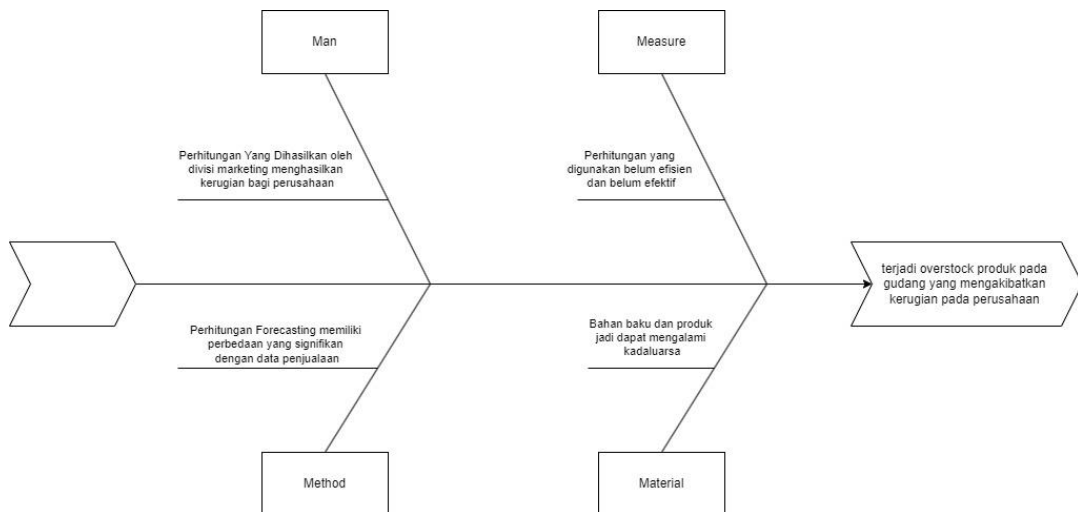 Man
Measure
Perhitungan Yang Dihasilkan oleh
divisi marketing menghasilkan
kerugian bagi perusahaan
Perhitungan yang
digunakan belum efisien
dan belum efektif
terjadi overstock produk pada
gudang yang mengakibatkan
kerugian pada perusahaan
Perhitungan Forecasting memiliki
perbedaan yang signifikan
dengan data penjualaan
Bahan baku dan produk
jadi dapat mengalami
kadaluarsa
Method
Material